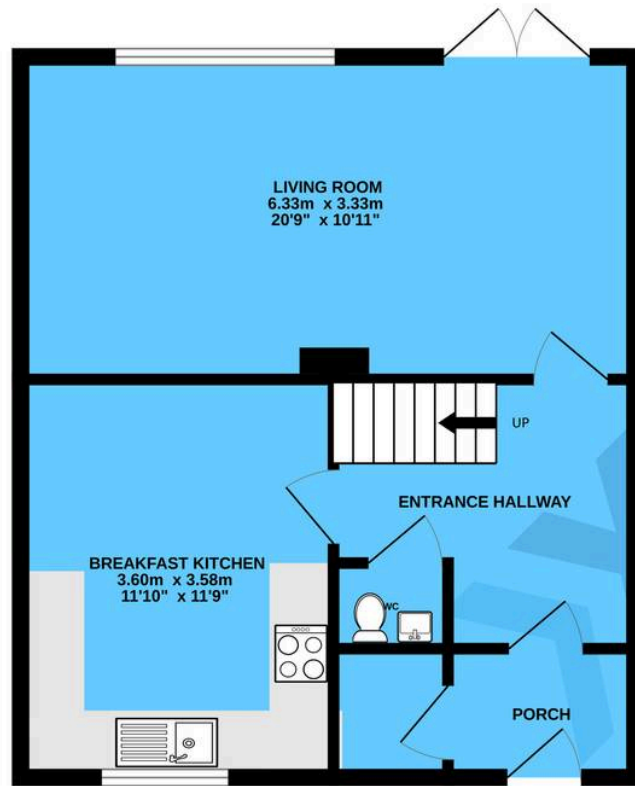 LIVING ROOM
6.33m x 3.33m
20'9" x 10'11"
UP
ENTRANCE HALLWAY
BREAKFAST KITCHEN
3.60m x 3.58m
11'10" x 11'9"
WC
PORCH